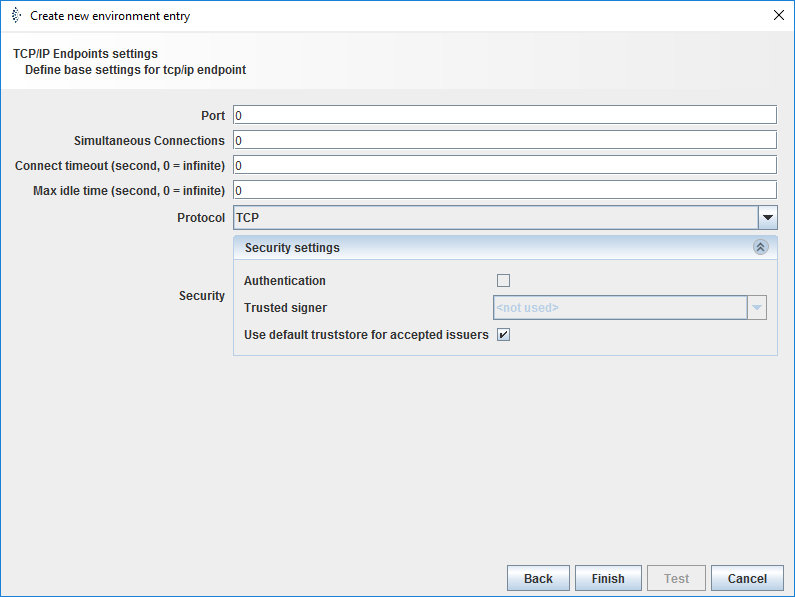 Create new environment entry
TCP/IP Endpoints settings
Define base settings for tcp/ip endpoint
Port 0
Simultaneous Connections 0
Connect timeout (second, 0 = infinite) 0
Max idle time (second, 0 = infinite) 0
Protocol TCP
Security settings
Security
Authentication
Trusted signer <not used>
Use default truststore for accepted issuers
Back Finish Test Cancel